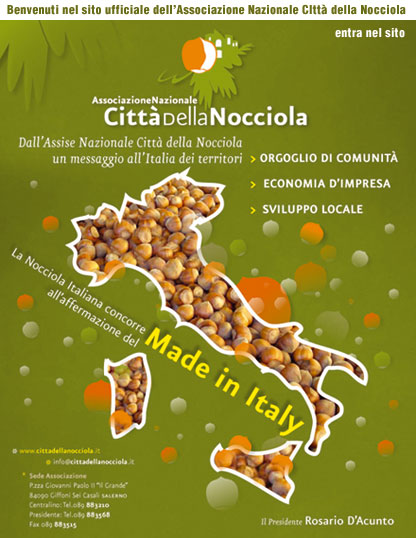 Benvenuti nel sito ufficiale dell'Associazione Nazionale CIttà della Nocciola
entra nel sito
AssociazioneNazionale
CittàDellaNocciola
Dall'Assise Nazionale Città della Nocciola
un messaggio all'Italia dei territori
> ORGOGLIO DI COMUNITÀ
> ECONOMIA D'IMPRESA
> SVILUPPO LOCALE
La Nocciola Italiana concorre
all'affermazione del
Made in Italy
www.cittadellanocciola.it
info@cittadellanocciola.it
* Sede Associazione
P.zza Giovanni Paolo II "Il Grande"
84090 Giffoni Sei Casali SALERNO
Centralino: Tel.089 883210
Presidente: Tel.089 883568
Fax 089 883515
Il Presidente Rosario D'Acunto